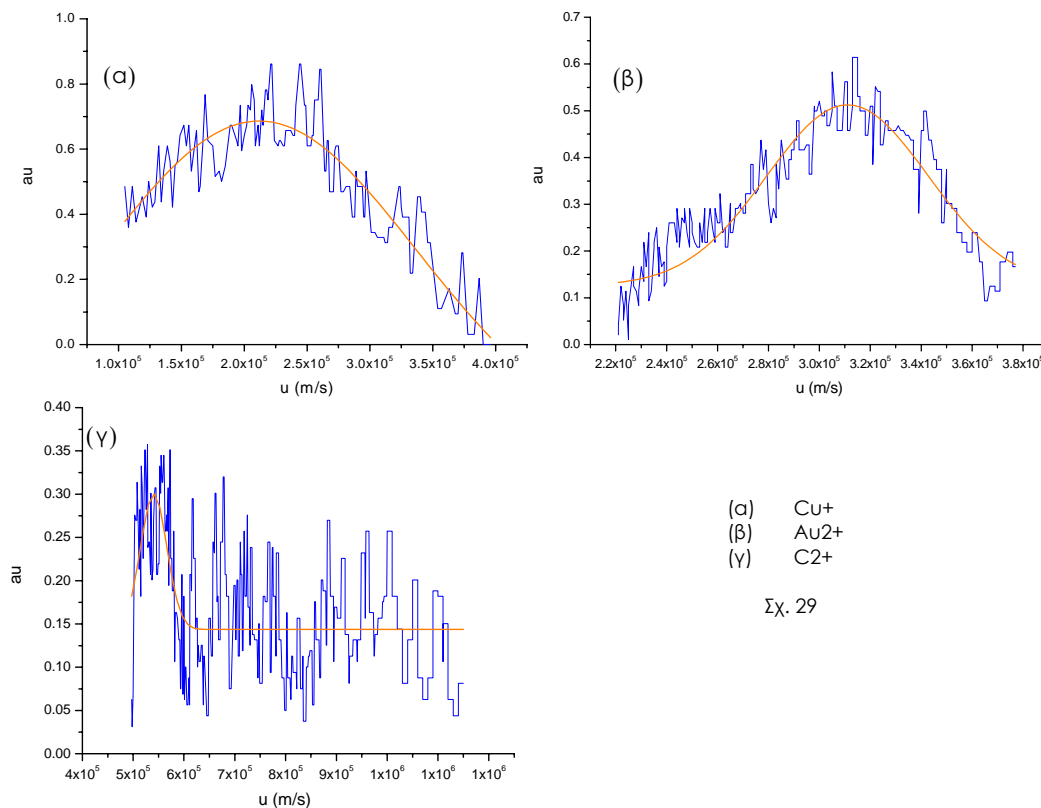 1.0
0.8
0.6
0.4
0.2
0.0
au
(α)
1.0x10⁵ 1.5x10⁵ 2.0x10⁵ 2.5x10⁵ 3.0x10⁵ 3.5x10⁵ 4.0x10⁵
u (m/s)
0.7
0.6
0.5
0.4
0.3
0.2
0.1
0.0
au
(β)
2.2x10⁵ 2.4x10⁵ 2.6x10⁵ 2.8x10⁵ 3.0x10⁵ 3.2x10⁵ 3.4x10⁵ 3.6x10⁵ 3.8x10⁵
u (m/s)
0.40
0.35
0.30
0.25
0.20
0.15
0.10
0.05
0.00
au
(γ)
4x10⁵ 5x10⁵ 6x10⁵ 7x10⁵ 8x10⁵ 9x10⁵ 1x10⁶ 1x10⁶ 1x10⁶
u (m/s)
(α) Cu+
(β) Au2+
(γ) C2+
Σχ. 29